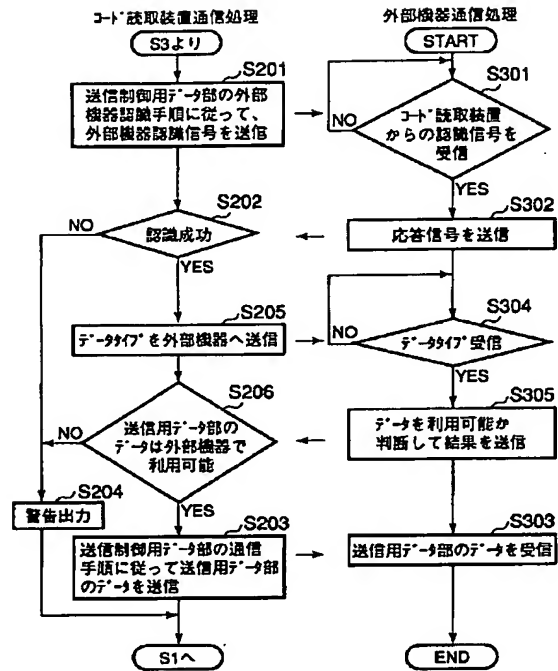 コード読取装置通信処理
S3より
S201
送信制御用データ部の外部
機器認識手順に従って、
外部機器認識信号を送信
S202
NO
認識成功
YES
S205
データタイプを外部機器へ送信
S206
送信用データ部の
データは外部機器で
利用可能
NO
S204
警告出力
YES
S203
送信制御用データ部の通信
手順に従って送信用データ部
のデータを送信
S1へ
外部機器通信処理
START
S301
コード読取装置
からの認識信号を
受信
NO
YES
S302
応答信号を送信
S304
NO
データタイプ受信
YES
S305
データを利用可能か
判断して結果を送信
S303
送信用データ部のデータを受信
END